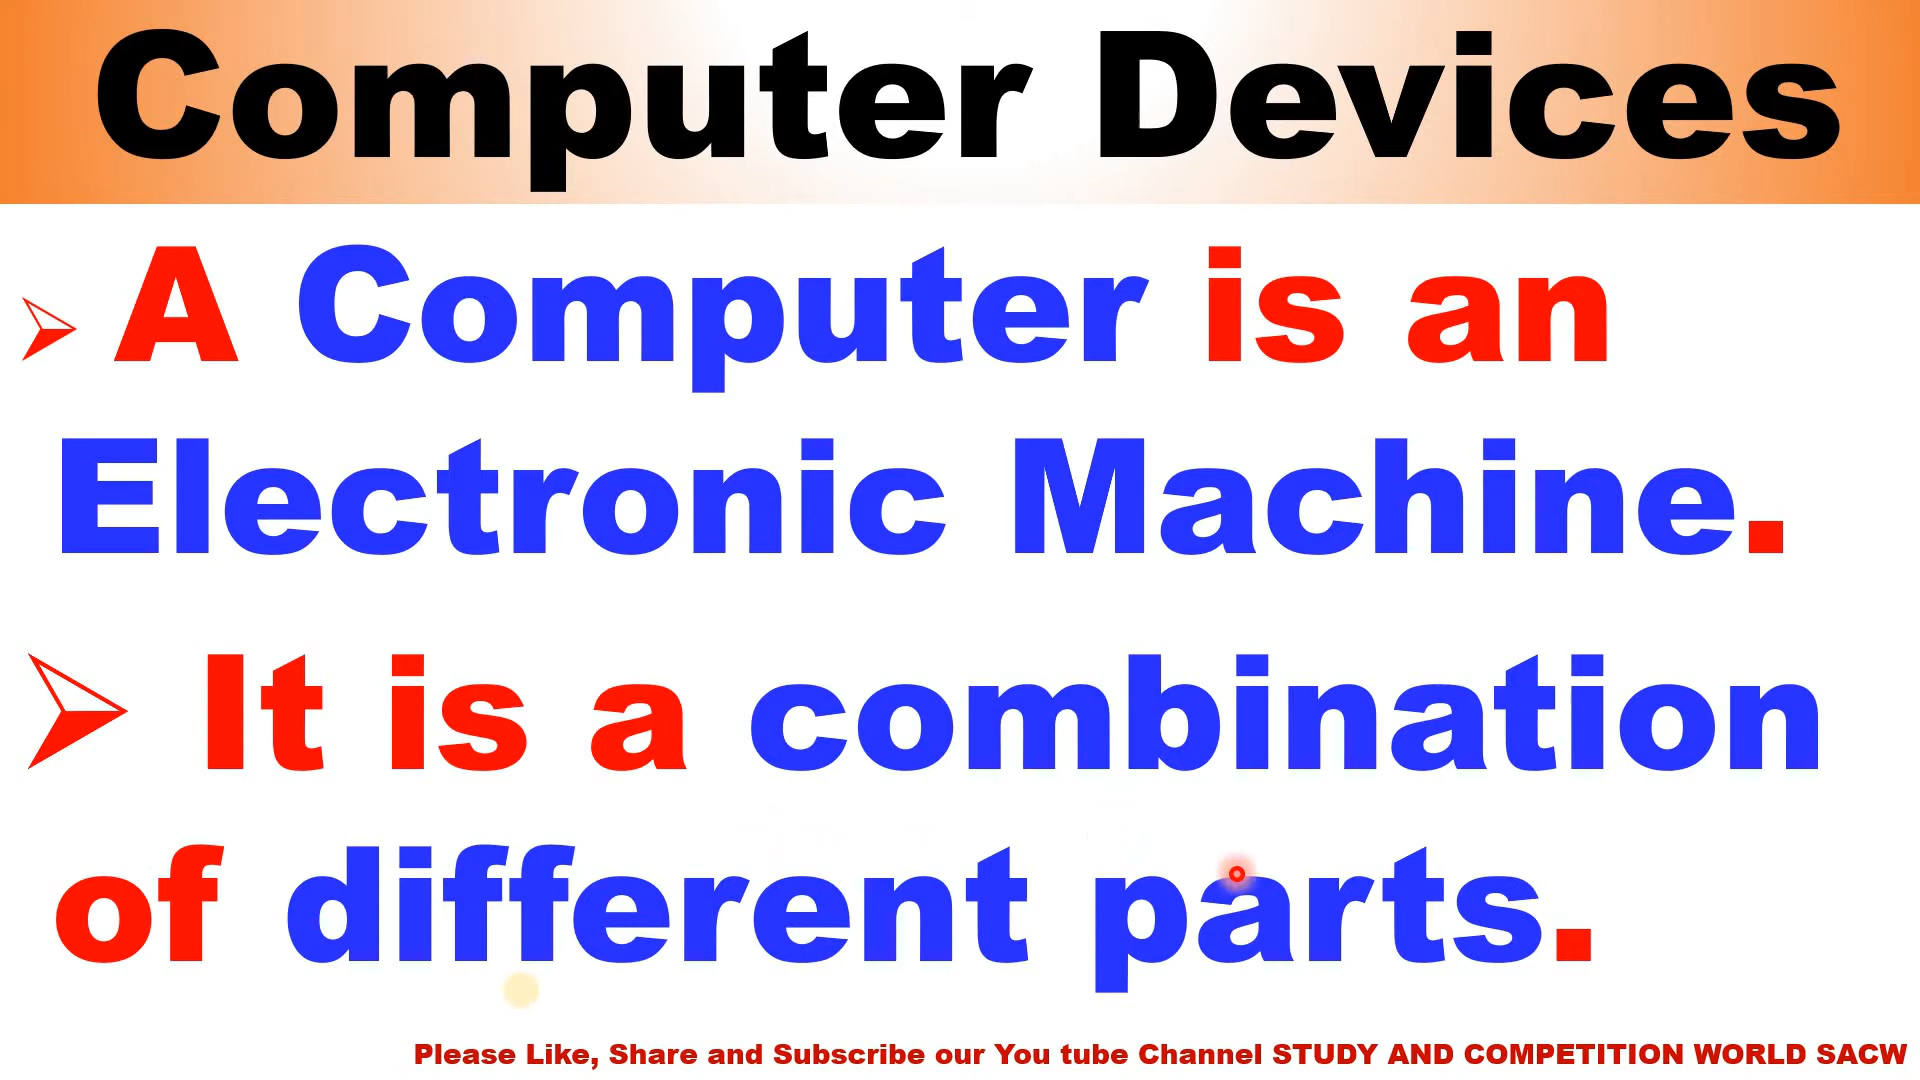 Computer Devices
A Computer is an
Electronic Machine.
It is a combination
of different parts.
Please Like, Share and Subscribe our You tube Channel STUDY AND COMPETITION WORLD SACW